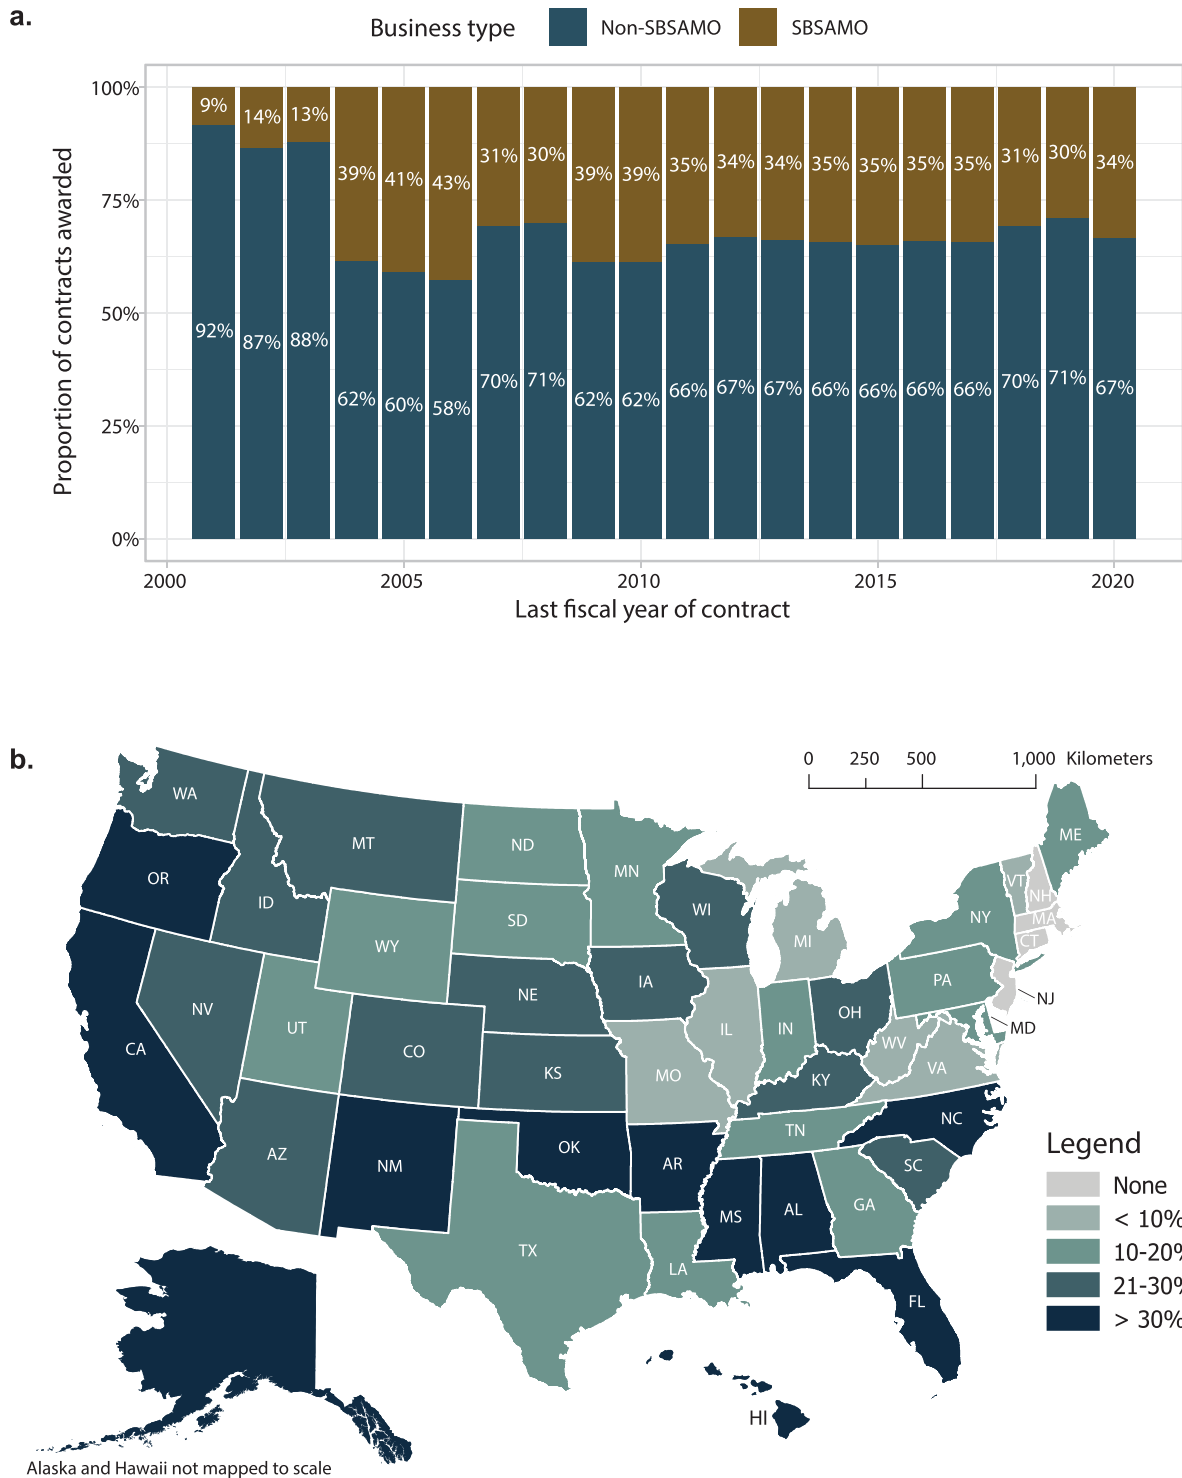 a.
Business type Non-SBSAMO SBSAMO
Proportion of contracts awarded
100%
75%
50%
25%
0%
9% 14% 13% 39% 41% 43% 31% 30% 39% 39% 35% 34% 34% 35% 35% 35% 35% 31% 30% 34%
92% 87% 88% 62% 60% 58% 70% 71% 62% 62% 66% 67% 67% 66% 66% 66% 66% 70% 71% 67%
2000 2005 2010 2015 2020
Last fiscal year of contract
b.
0 250 500 1,000 Kilometers
WA
MT
ND
MN
ME
OR
ID
SD
WI
VT
NH
NY
MA
WY
MI
CT
NV
NE
IA
PA
NJ
UT
IL
IN
OH
MD
CA
CO
KS
MO
WV
VA
KY
AZ
NM
OK
AR
TN
NC
SC
MS
AL
GA
TX
LA
FL
HI
Legend
None
< 10%
10-20%
21-30%
> 30%
Alaska and Hawaii not mapped to scale